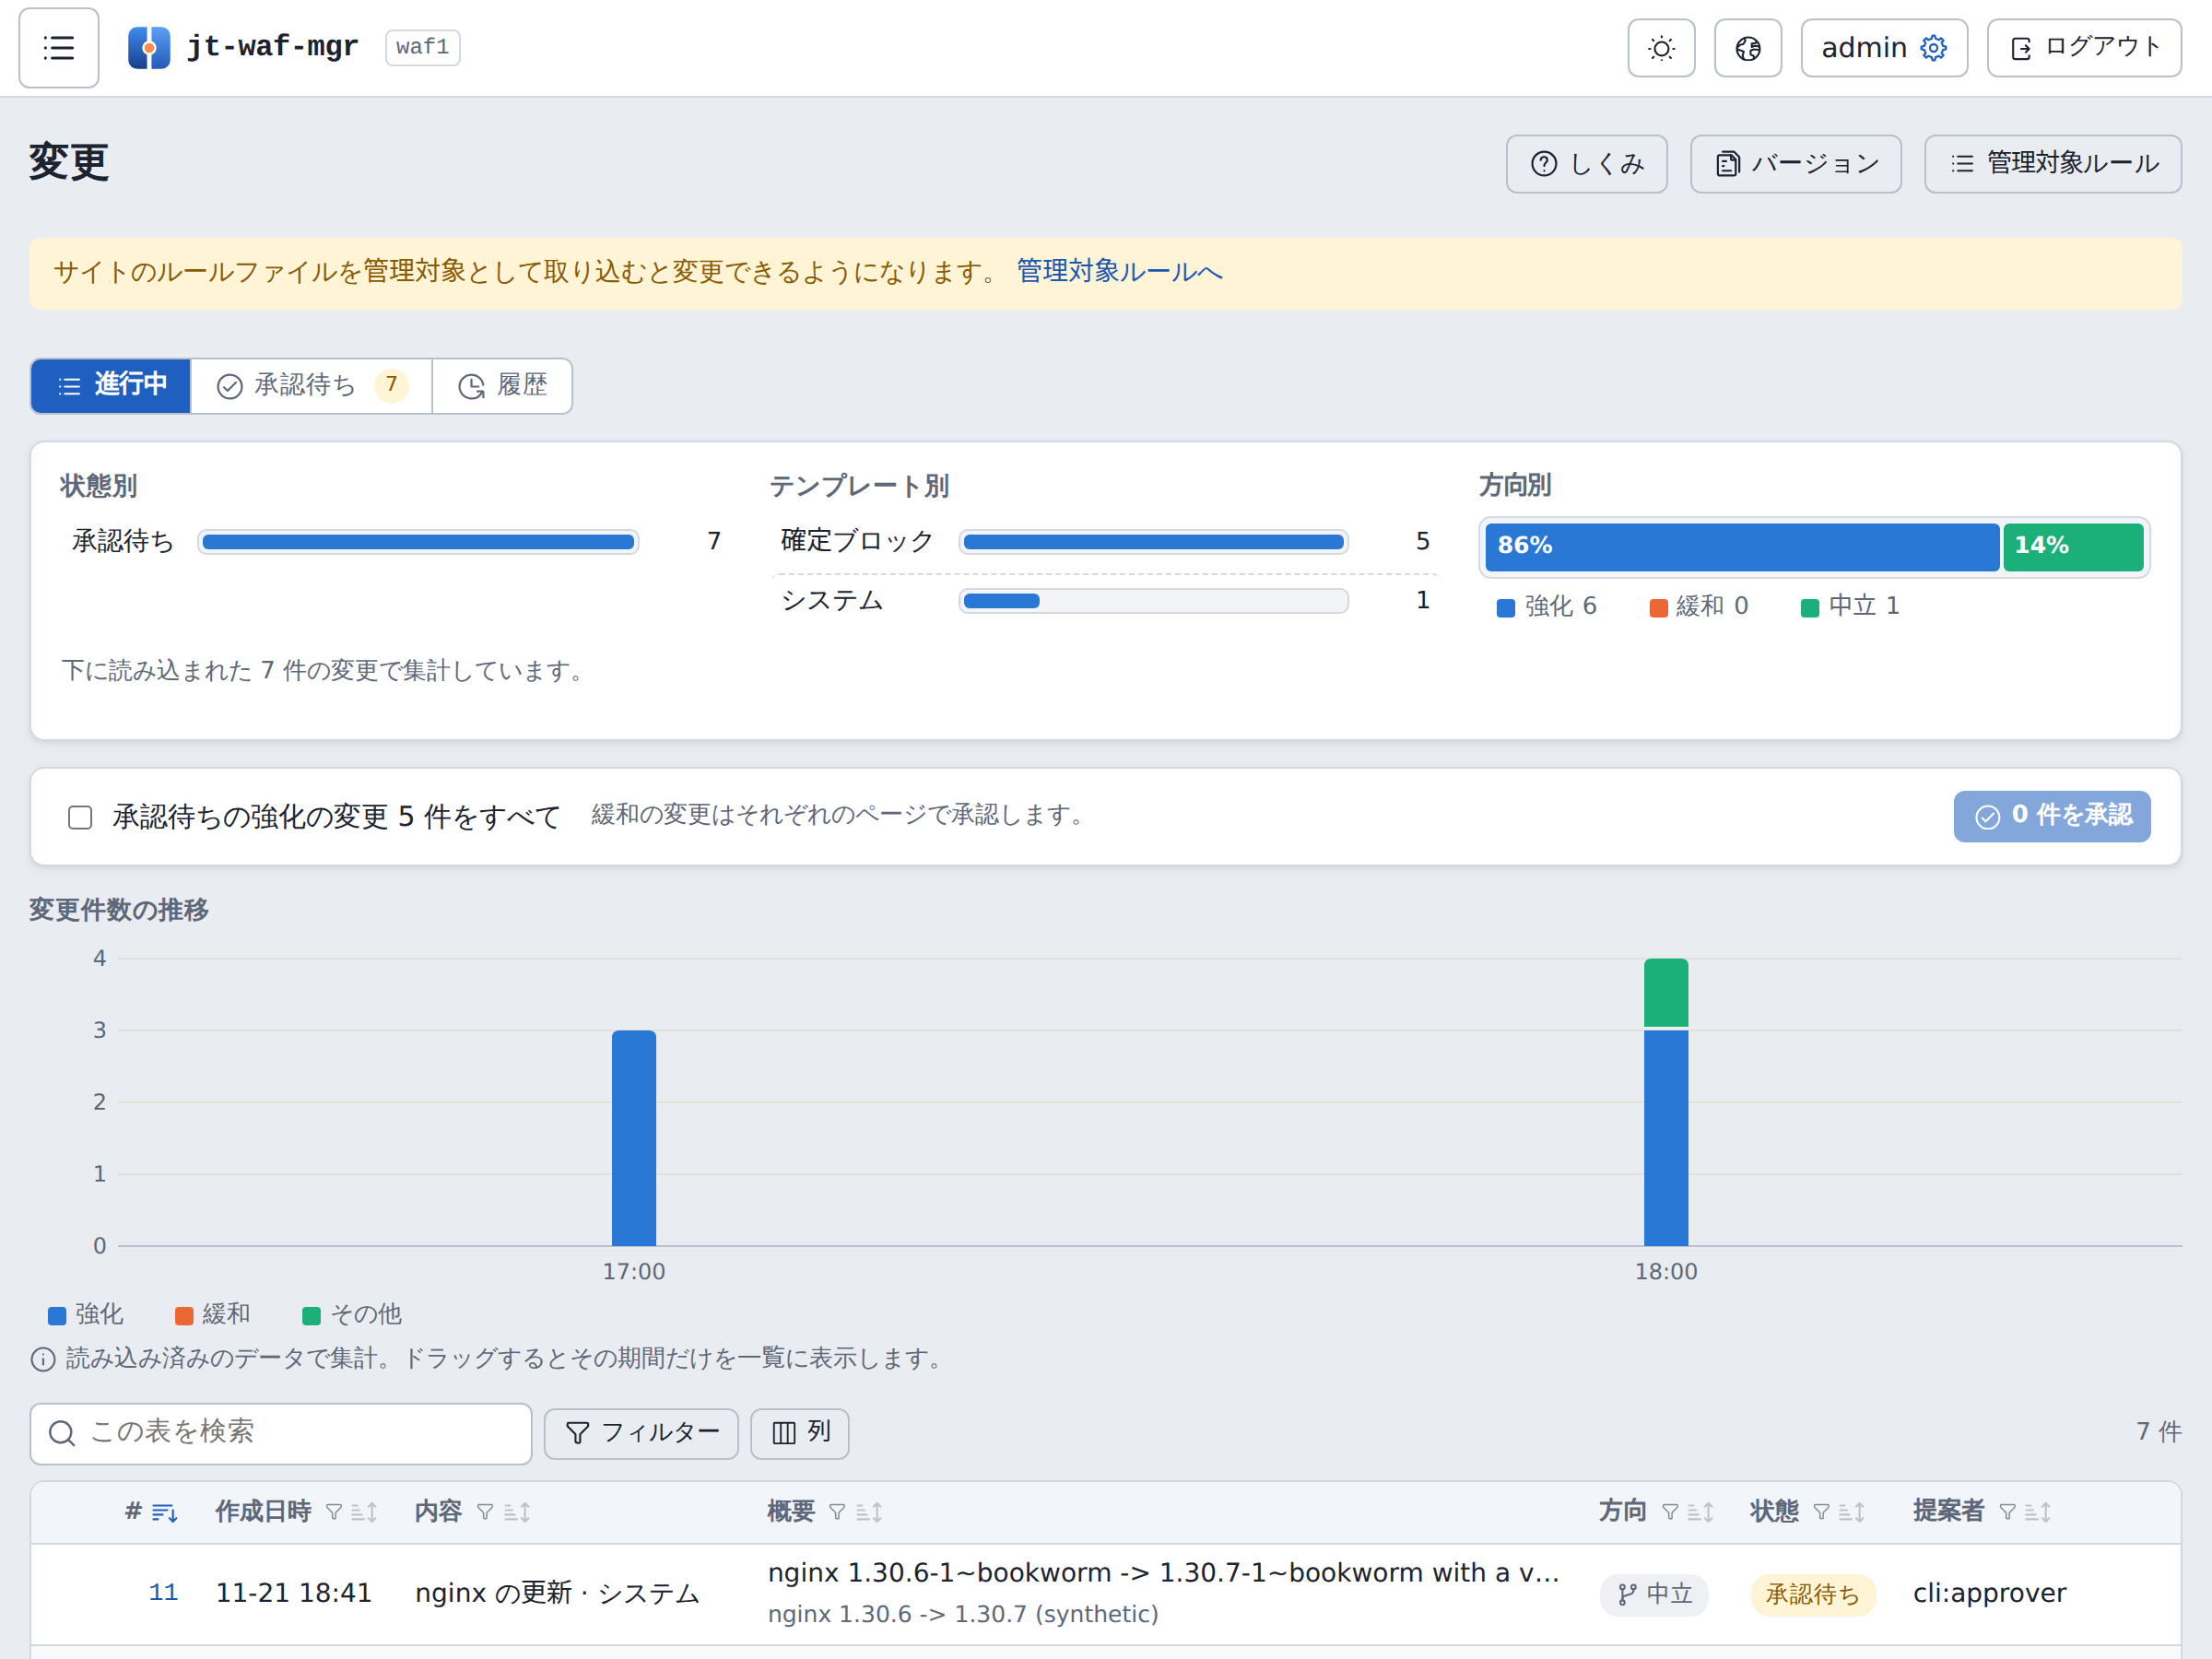 jt-waf-mgr waf1 admin ログアウト
変更 しくみ バージョン 管理対象ルール
サイトのルールファイルを管理対象として取り込むと変更できるようになります。 管理対象ルールへ
進行中 承認待ち 7 履歴
状態別 テンプレート別 方向別
承認待ち 7 確定ブロック 5 86% 14%
システム 1 強化 6 緩和 0 中立 1
下に読み込まれた 7 件の変更で集計しています。
承認待ちの強化の変更 5 件をすべて 緩和の変更はそれぞれのページで承認します。 0 件を承認
変更件数の推移
4
3
2
1
0
17:00 18:00
強化 緩和 その他
読み込み済みのデータで集計。ドラッグするとその期間だけを一覧に表示します。
この表を検索 フィルター 列 7 件
# 作成日時 内容 概要 方向 状態 提案者
11 11-21 18:41 nginx の更新 · システム nginx 1.30.6-1~bookworm -> 1.30.7-1~bookworm with a v… 中立 承認待ち cli:approver
nginx 1.30.6 -> 1.30.7 (synthetic)